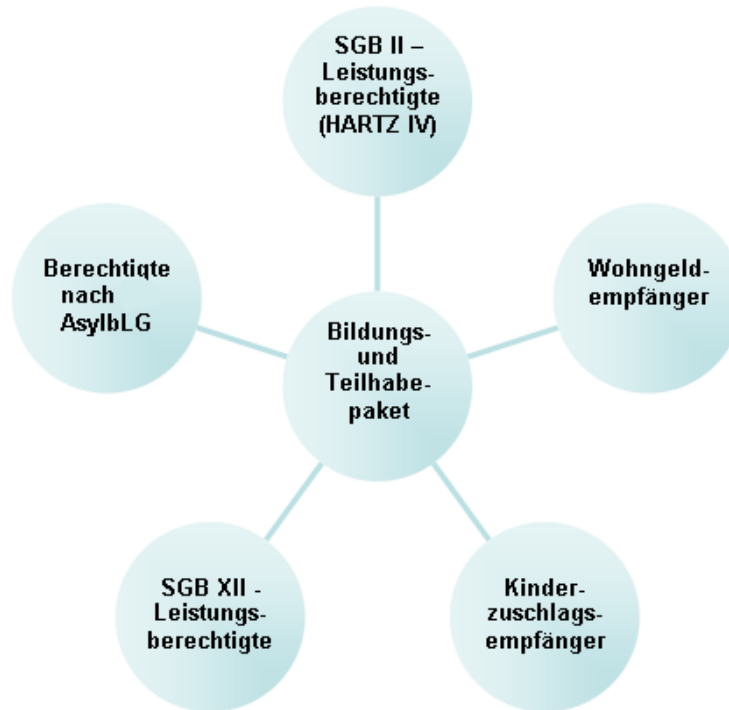 SGB II –
Leistungs-
berechtigte
(HARTZ IV)
Berechtigte
nach
AsylbLG
Wohngeld-
empfänger
Bildungs-
und
Teilhabe-
paket
SGB XII -
Leistungs-
berechtigte
Kinder-
zuschlags-
empfänger